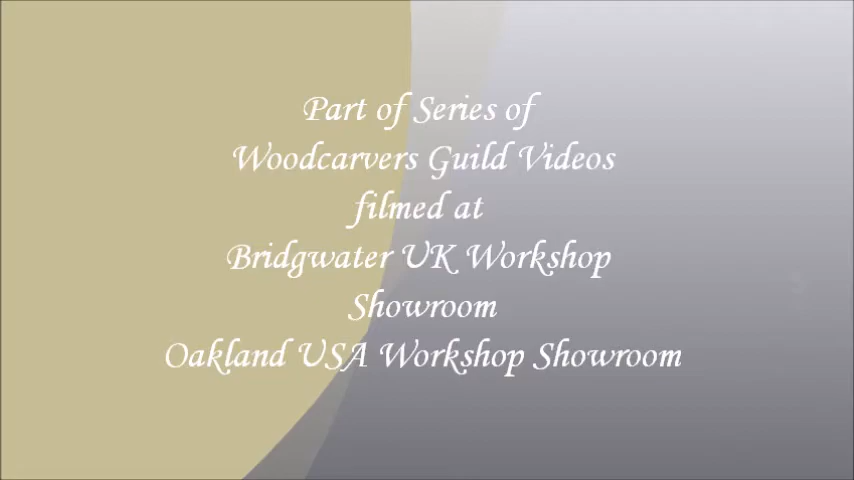 Part of Series of
Woodcarvers Guild Videos
filmed at
Bridgwater UK Workshop
Showroom
Oakland USA Workshop Showroom